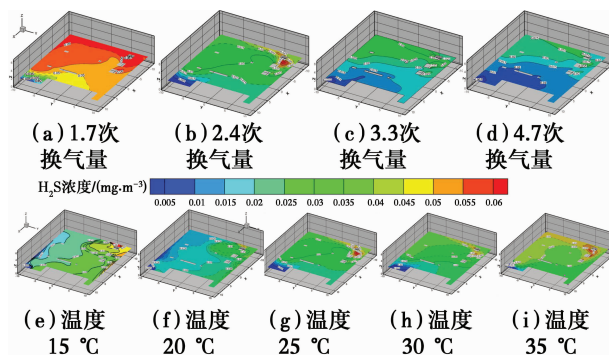 (a)1.7次 (b)2.4次 (c)3.3次 (d)4.7次
换气量 换气量 换气量 换气量
H₂S浓度/(mg.m⁻³)
0.005 0.01 0.015 0.02 0.025 0.03 0.035 0.04 0.045 0.05 0.055 0.06
(e)温度 (f)温度 (g)温度 (h)温度 (i)温度
15 ℃ 20 ℃ 25 ℃ 30 ℃ 35 ℃